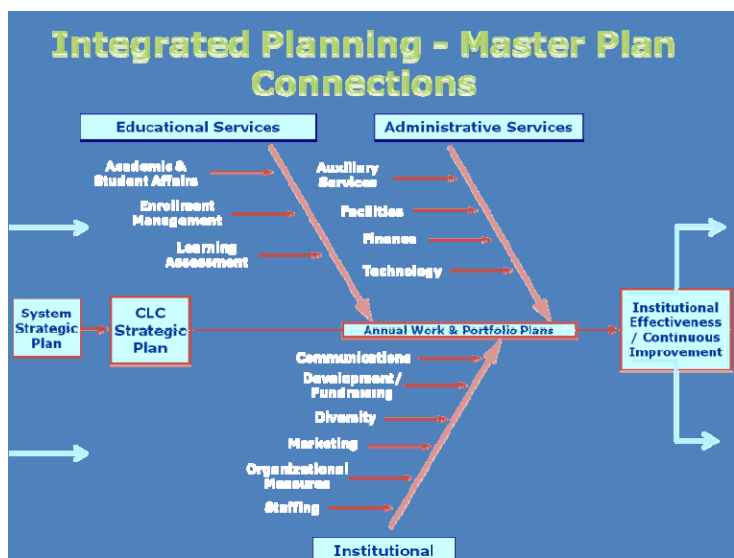 Integrated Planning - Master Plan
Connections
Educational Services
Administrative Services
Academic &
Student Affairs
Enrollment
Management
Learning
Assessment
Auxiliary
Services
Facilities
Finance
Technology
System
Strategic
Plan
CLC
Strategic
Plan
Annual Work & Portfolio Plans
Institutional
Effectiveness
/ Continuous
Improvement
Communications
Development/
Fundraising
Diversity
Marketing
Organizational
Measures
Staffing
Institutional